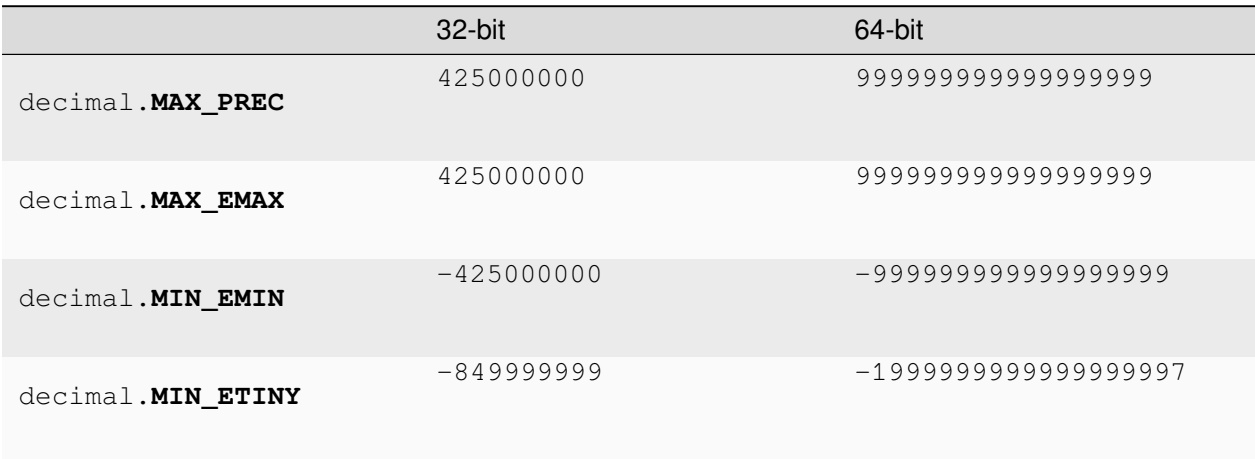 32-bit 64-bit
decimal.MAX_PREC 425000000 999999999999999999
decimal.MAX_EMAX 425000000 999999999999999999
decimal.MIN_EMIN -425000000 -999999999999999999
decimal.MIN_ETINY -849999999 -1999999999999999997